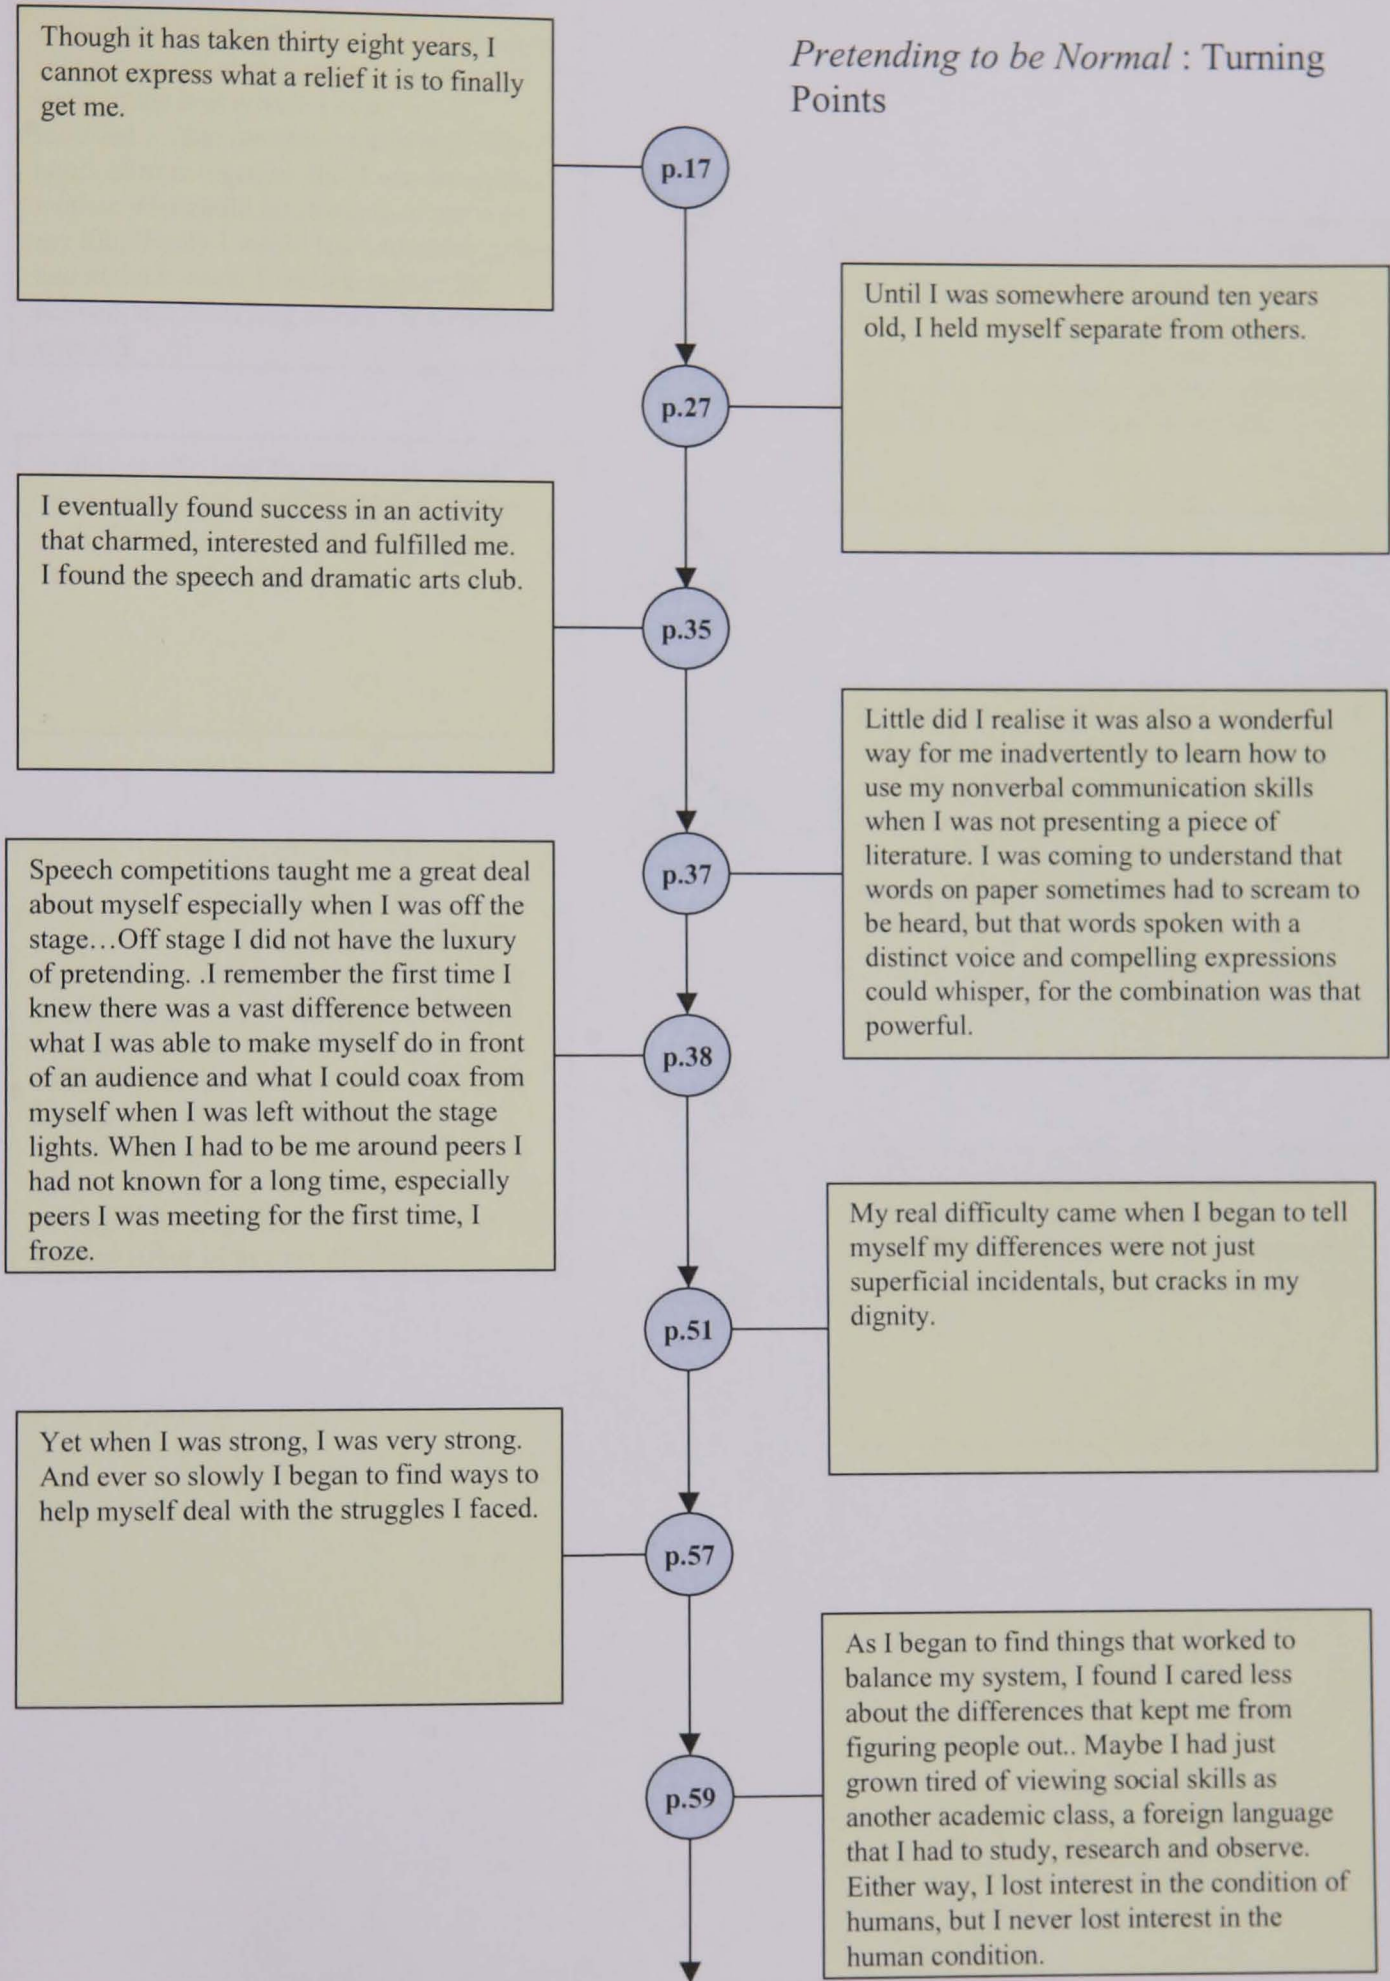 Pretending to be Normal : Turning
Points
Though it has taken thirty eight years, I
cannot express what a relief it is to finally
get me.
p.17
Until I was somewhere around ten years
old, I held myself separate from others.
p.27
I eventually found success in an activity
that charmed, interested and fulfilled me.
I found the speech and dramatic arts club.
p.35
Little did I realise it was also a wonderful
way for me inadvertently to learn how to
use my nonverbal communication skills
when I was not presenting a piece of
literature. I was coming to understand that
words on paper sometimes had to scream to
be heard, but that words spoken with a
distinct voice and compelling expressions
could whisper, for the combination was that
powerful.
p.37
Speech competitions taught me a great deal
about myself especially when I was off the
stage…Off stage I did not have the luxury
of pretending. .I remember the first time I
knew there was a vast difference between
what I was able to make myself do in front
of an audience and what I could coax from
myself when I was left without the stage
lights. When I had to be me around peers I
had not known for a long time, especially
peers I was meeting for the first time, I
froze.
p.38
My real difficulty came when I began to tell
myself my differences were not just
superficial incidentals, but cracks in my
dignity.
p.51
Yet when I was strong, I was very strong.
And ever so slowly I began to find ways to
help myself deal with the struggles I faced.
p.57
As I began to find things that worked to
balance my system, I found I cared less
about the differences that kept me from
figuring people out.. Maybe I had just
grown tired of viewing social skills as
another academic class, a foreign language
that I had to study, research and observe.
Either way, I lost interest in the condition of
humans, but I never lost interest in the
human condition.
p.59